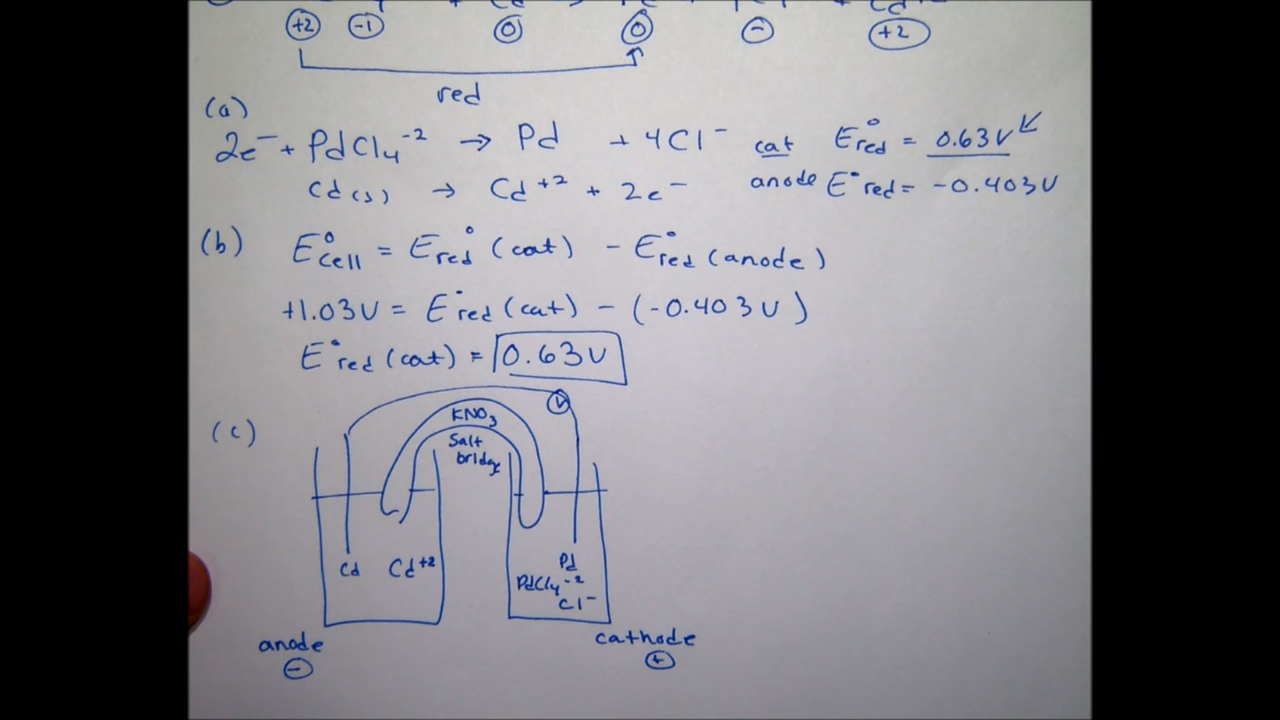 +2 -1 0 0 - +2
red
(a)
2e⁻ + PdCl₄⁻² → Pd + 4Cl⁻ cat E°red = 0.63V
Cd(s) → Cd⁺² + 2e⁻ anode E°red = -0.403V
(b) E°cell = E°red (cat) - E°red (anode)
+1.03V = E°red (cat) - (-0.403V)
E°red (cat) = 0.63V
(c)
V
KNO₃
Salt
bridge
Cd Cd⁺²
Pd
PdCl₄⁻²
Cl⁻
anode
-
cathode
+